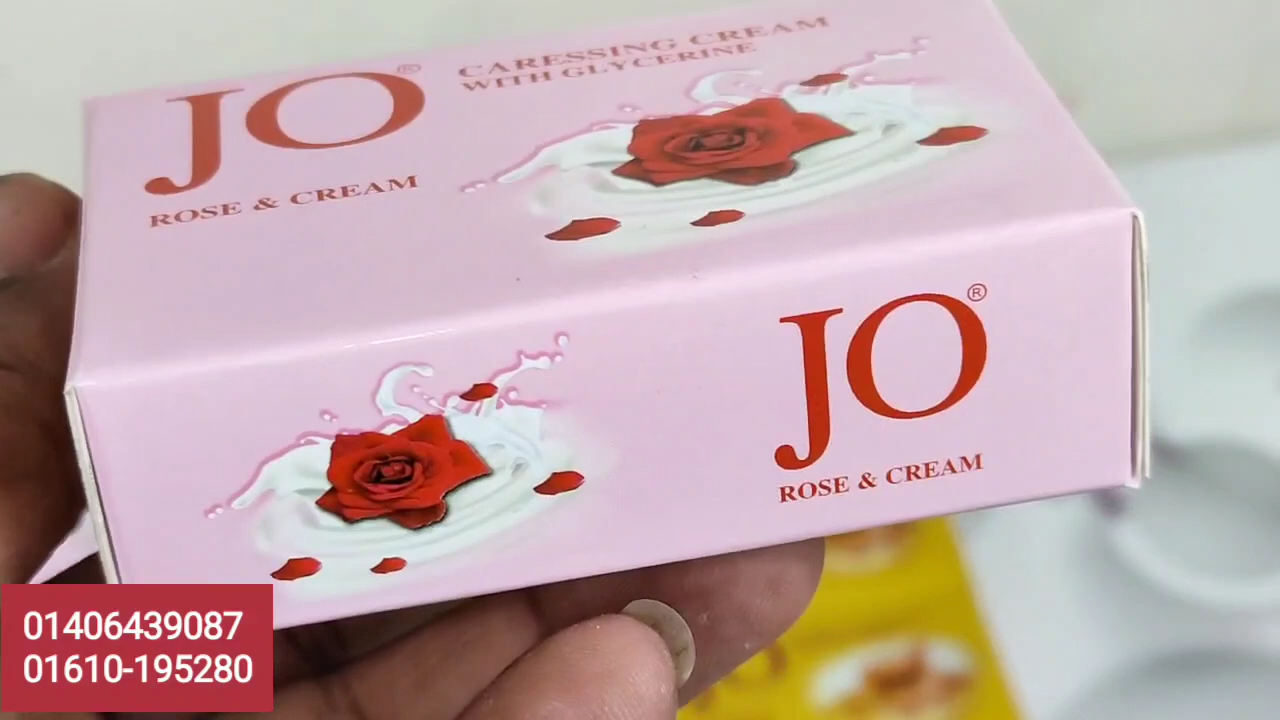 JO®
CARESSING CREAM
WITH GLYCERINE
ROSE & CREAM
JO®
ROSE & CREAM
01406439087
01610-195280